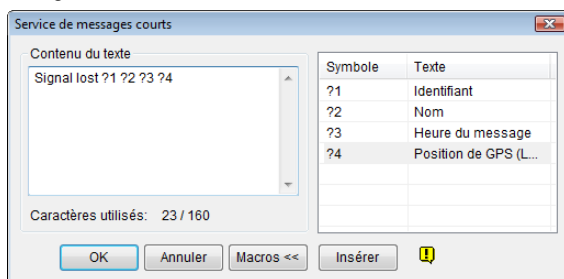 Service de messages courts
Contenu du texte
Signal lost ?1 ?2 ?3 ?4
Caractères utilisés: 23 / 160
Symbole Texte
?1 Identifiant
?2 Nom
?3 Heure du message
?4 Position de GPS (L...
OK Annuler Macros << Insérer